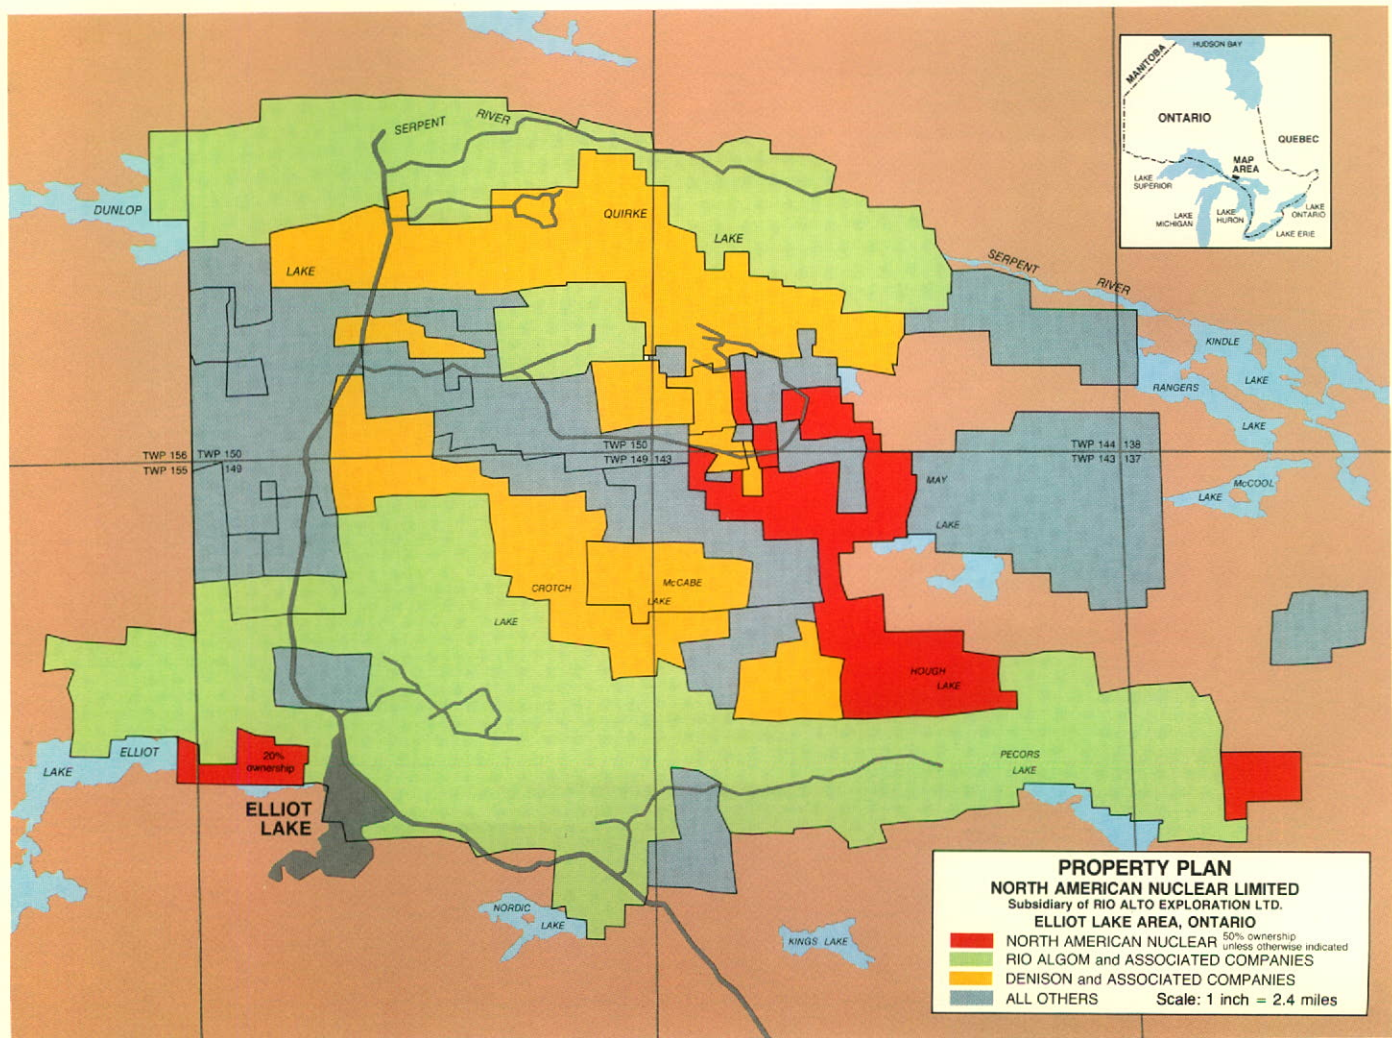 HUDSON BAY
MANITOBA
ONTARIO
QUEBEC
MAP
AREA
LAKE
SUPERIOR
LAKE
MICHIGAN
LAKE
HURON
LAKE
ONTARIO
LAKE ERIE
SERPENT RIVER
DUNLOP
LAKE
QUIRKE
LAKE
SERPENT RIVER
KINDLE
LAKE
RANGERS
LAKE
TWP 156 TWP 150
TWP 155 149
TWP 150
TWP 149 143
TWP 144 138
TWP 143 137
MAY
LAKE
McCOOL
LAKE
CROTCH
LAKE
McCABE
LAKE
HOUGH
LAKE
PECORS
LAKE
ELLIOT
LAKE
20%
ownership
ELLIOT
LAKE
NORDIC
LAKE
KINGS LAKE
PROPERTY PLAN
NORTH AMERICAN NUCLEAR LIMITED
Subsidiary of RIO ALTO EXPLORATION LTD.
ELLIOT LAKE AREA, ONTARIO
NORTH AMERICAN NUCLEAR 50% ownership
unless otherwise indicated
RIO ALGOM and ASSOCIATED COMPANIES
DENISON and ASSOCIATED COMPANIES
ALL OTHERS Scale: 1 inch = 2.4 miles